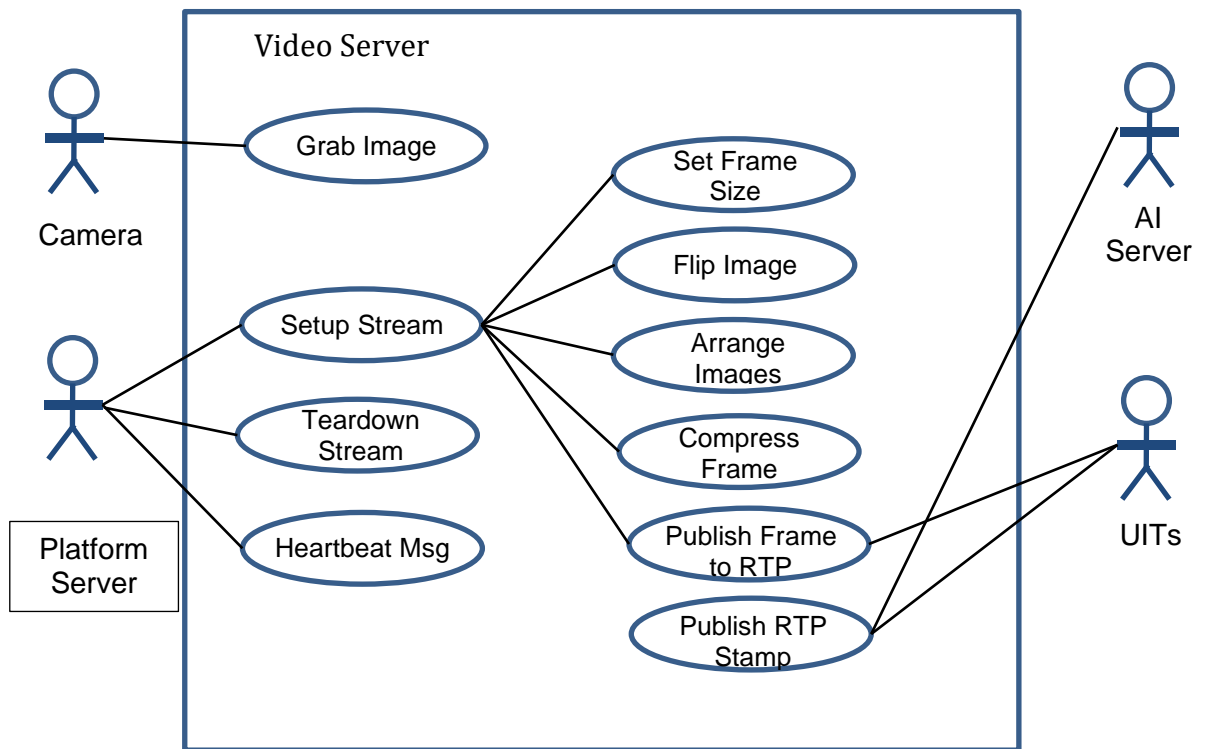 Video Server
Grab Image
Camera
Set Frame
Size
Flip Image
AI
Server
Setup Stream
Arrange
Images
Teardown
Stream
Compress
Frame
Heartbeat Msg
Publish Frame
to RTP
Platform
Server
UITs
Publish RTP
Stamp